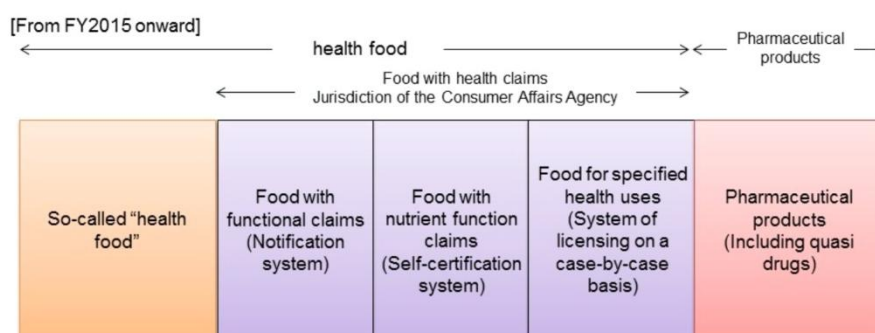 [From FY2015 onward]
health food
Pharmaceutical
products
Food with health claims
Jurisdiction of the Consumer Affairs Agency
So-called “health
food”
Food with
functional claims
(Notification
system)
Food with
nutrient function
claims
(Self-certification
system)
Food for specified
health uses
(System of
licensing on a
case-by-case
basis)
Pharmaceutical
products
(Including quasi
drugs)